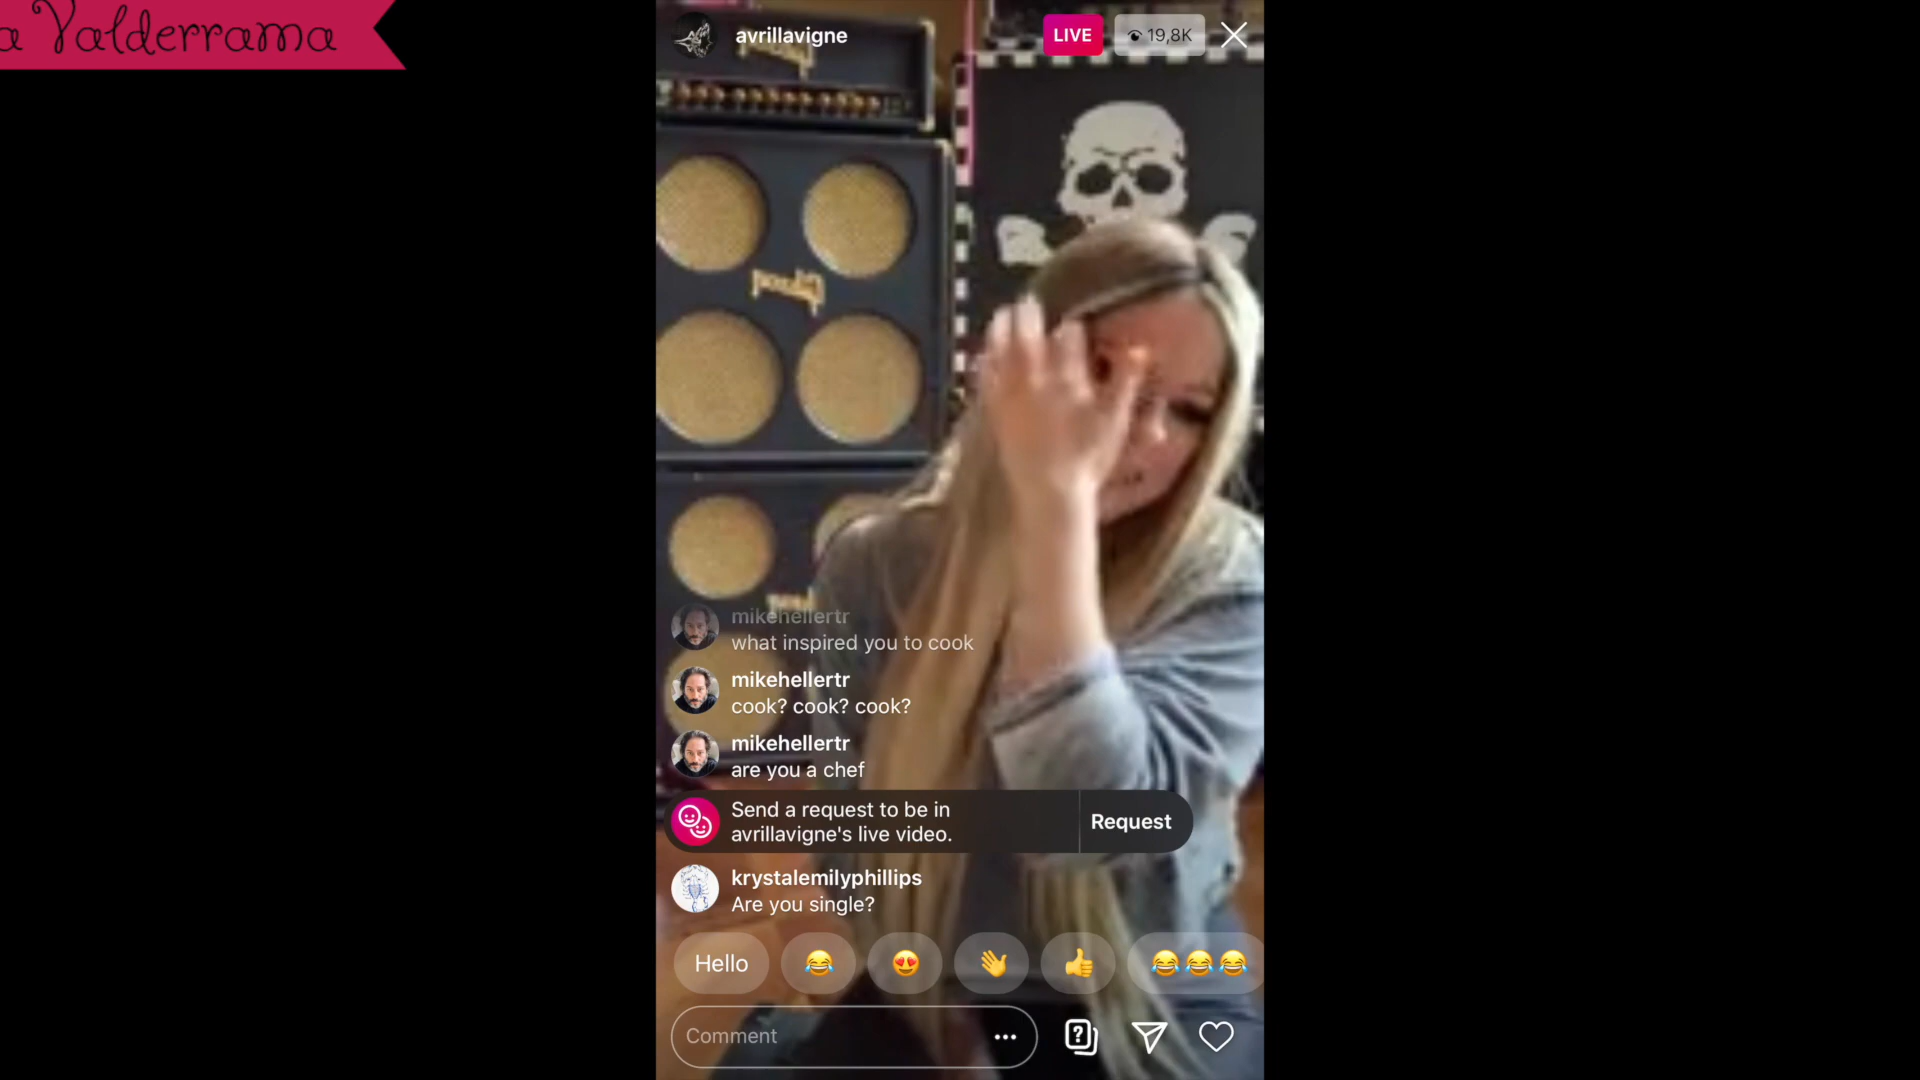 a Valderrama
avrillavigne
LIVE
19,8K
mikehellertr
what inspired you to cook
mikehellertr
cook? cook? cook?
mikehellertr
are you a chef
Send a request to be in
avrillavigne's live video.
Request
krystalemilyphillips
Are you single?
Hello
Comment